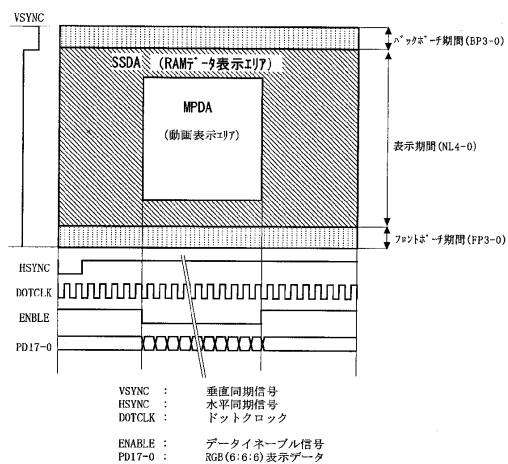 VSYNC
バックポーチ期間(BP3-0)
SSDA (RAMデータ表示エリア)
MPDA
(動画表示エリア)
表示期間(NL4-0)
フロントポーチ期間(FP3-0)
HSYNC
DOTCLK
ENBLE
PD17-0
VSYNC : 垂直同期信号
HSYNC : 水平同期信号
DOTCLK : ドットクロック
ENABLE : データイネーブル信号
PD17-0 : RGB(6:6:6)表示データ